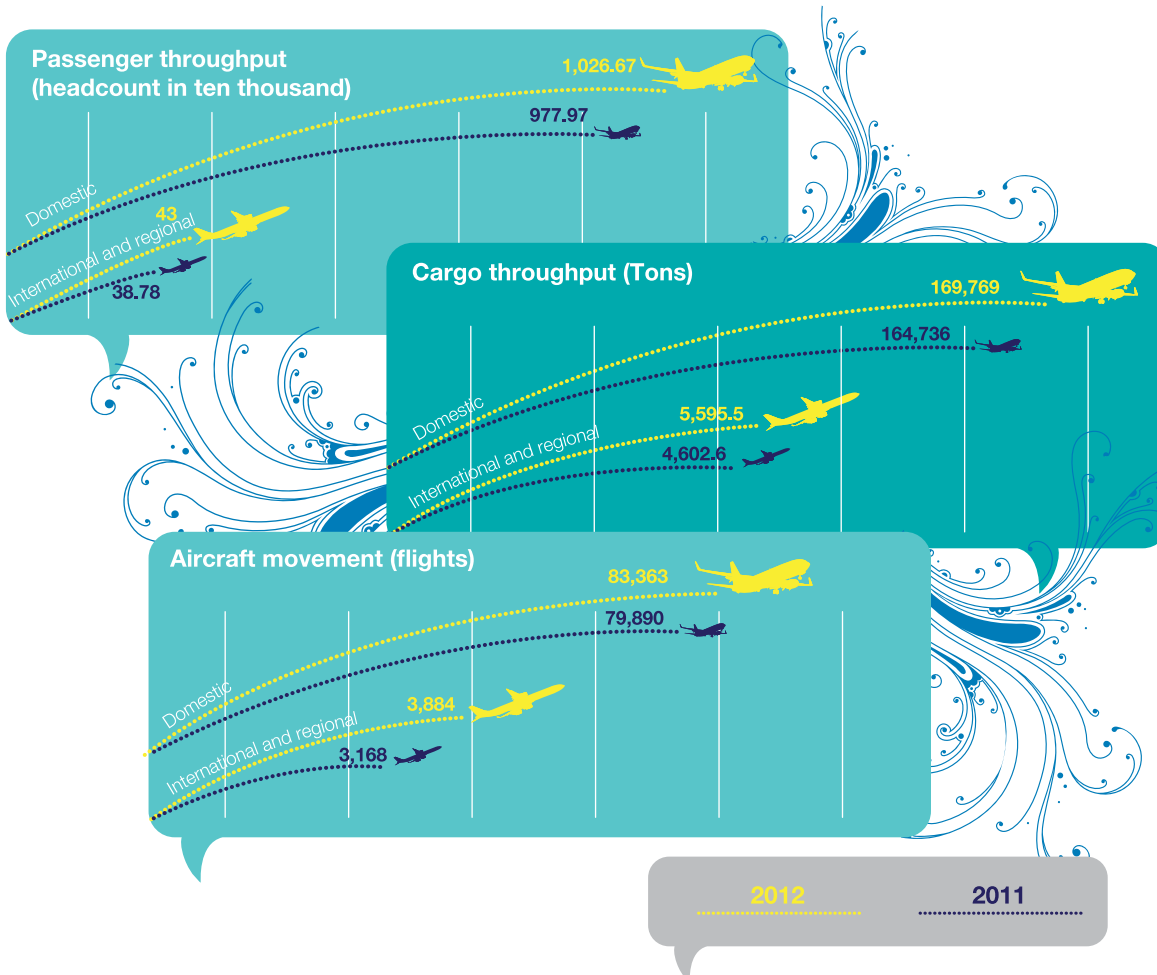 Passenger throughput
(headcount in ten thousand)
1,026.67
977.97
Domestic
43
International and regional
38.78
Cargo throughput (Tons)
169,769
164,736
Domestic
5,595.5
International and regional
4,602.6
Aircraft movement (flights)
83,363
79,890
Domestic
3,884
International and regional
3,168
2012
2011